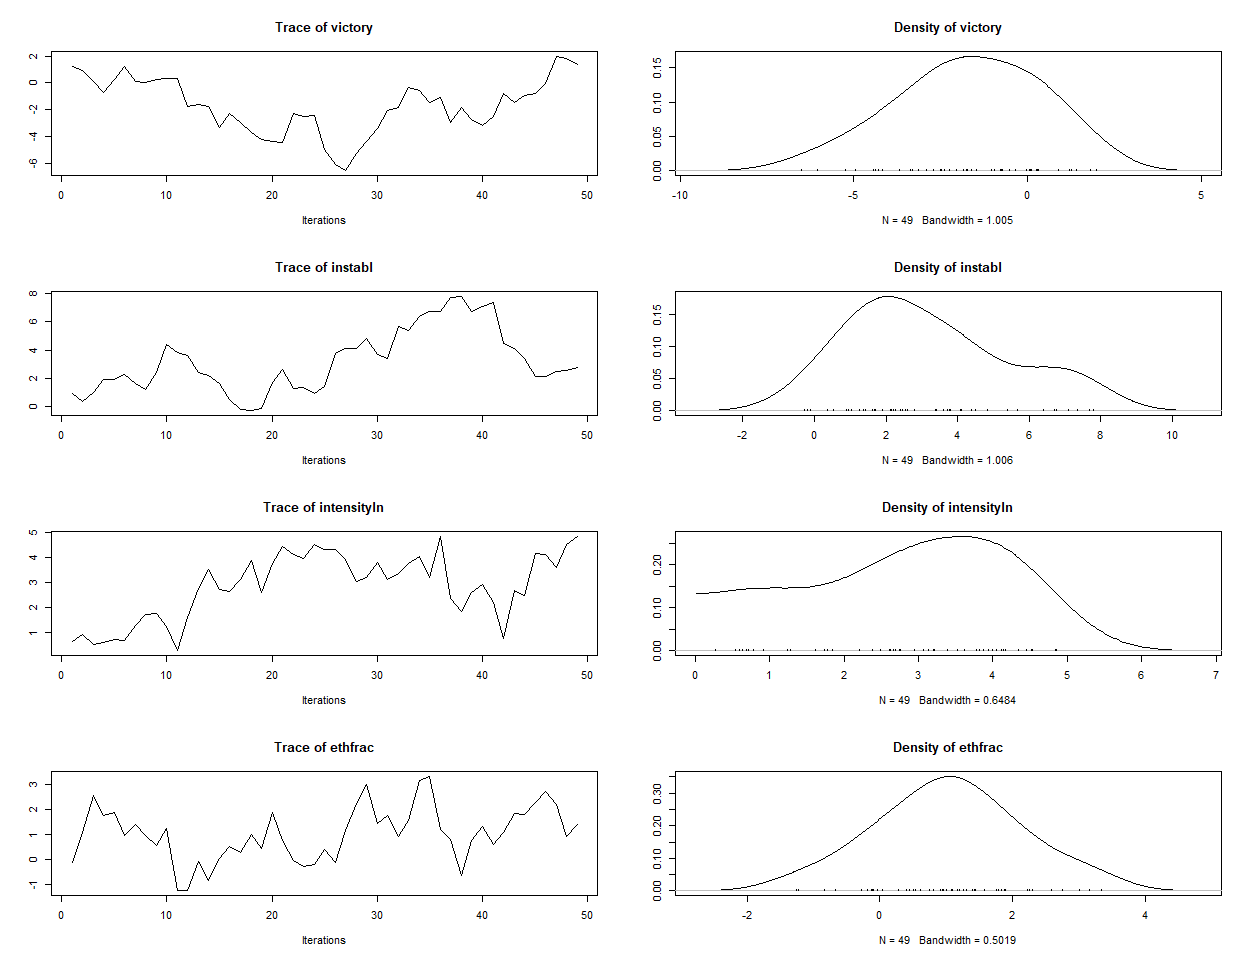 Trace of victory
2
0
-2
-4
-6
0 10 20 30 40 50
Iterations
Density of victory
0.15
0.10
0.05
0.00
-10 -5 0 5
N = 49 Bandwidth = 1.005
Trace of instabl
8
6
4
2
0
0 10 20 30 40 50
Iterations
Density of instabl
0.15
0.10
0.05
0.00
-2 0 2 4 6 8 10
N = 49 Bandwidth = 1.006
Trace of intensityln
5
4
3
2
1
0 10 20 30 40 50
Iterations
Density of intensityln
0.20
0.10
0.00
0 1 2 3 4 5 6 7
N = 49 Bandwidth = 0.6484
Trace of ethfrac
3
2
1
0
-1
0 10 20 30 40 50
Iterations
Density of ethfrac
0.30
0.20
0.10
0.00
-2 0 2 4
N = 49 Bandwidth = 0.5019